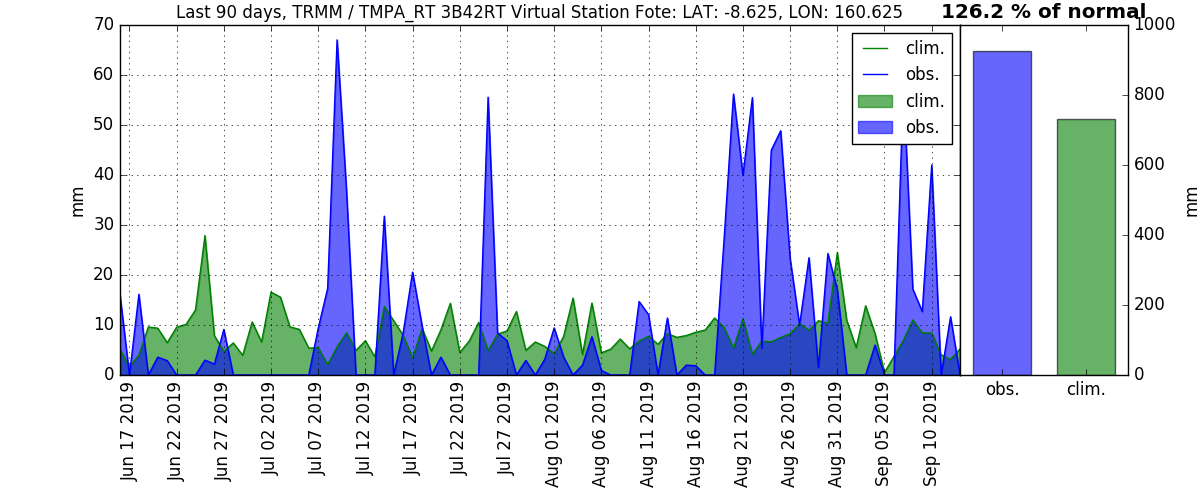 Last 90 days, TRMM / TMPA_RT 3B42RT Virtual Station Fote: LAT: -8.625, LON: 160.625
126.2 % of normal
70
60
50
40
30
20
10
0
mm
clim.
obs.
clim.
obs.
1000
800
600
400
200
0
mm
Jun 17 2019
Jun 22 2019
Jun 27 2019
Jul 02 2019
Jul 07 2019
Jul 12 2019
Jul 17 2019
Jul 22 2019
Jul 27 2019
Aug 01 2019
Aug 06 2019
Aug 11 2019
Aug 16 2019
Aug 21 2019
Aug 26 2019
Aug 31 2019
Sep 05 2019
Sep 10 2019
obs.
clim.